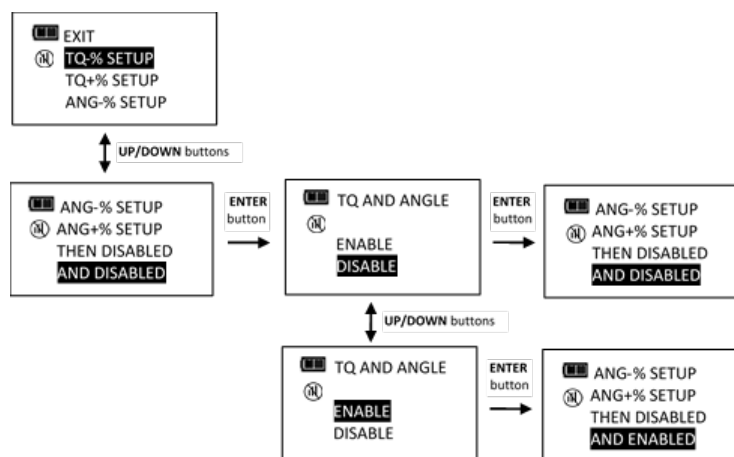 EXIT
TQ-% SETUP
TQ+% SETUP
ANG-% SETUP
UP/DOWN buttons
ANG-% SETUP
ANG+% SETUP
THEN DISABLED
AND DISABLED
ENTER
button
TQ AND ANGLE
ENABLE
DISABLE
ENTER
button
ANG-% SETUP
ANG+% SETUP
THEN DISABLED
AND DISABLED
UP/DOWN buttons
TQ AND ANGLE
ENABLE
DISABLE
ENTER
button
ANG-% SETUP
ANG+% SETUP
THEN DISABLED
AND ENABLED